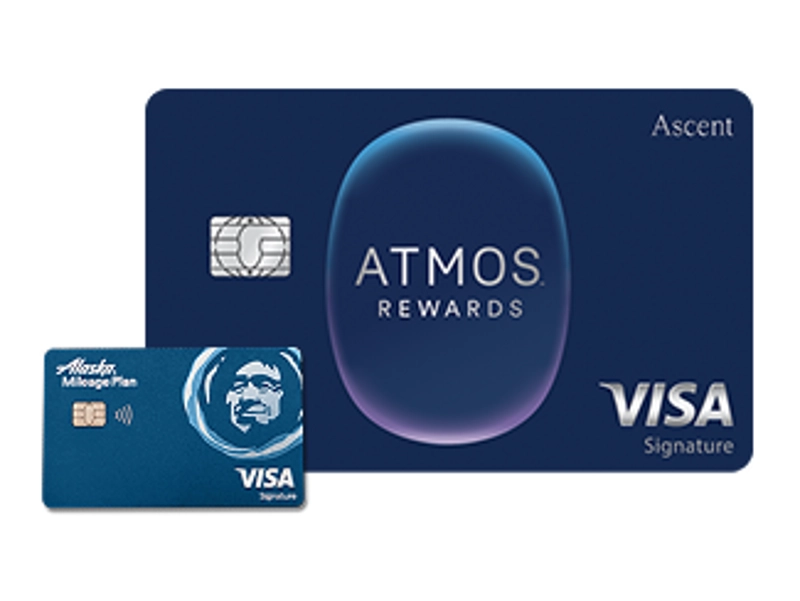 Ascent
ATMOS
REWARDS
VISA
Signature
Alaska
Mileage Plan
VISA
Signature